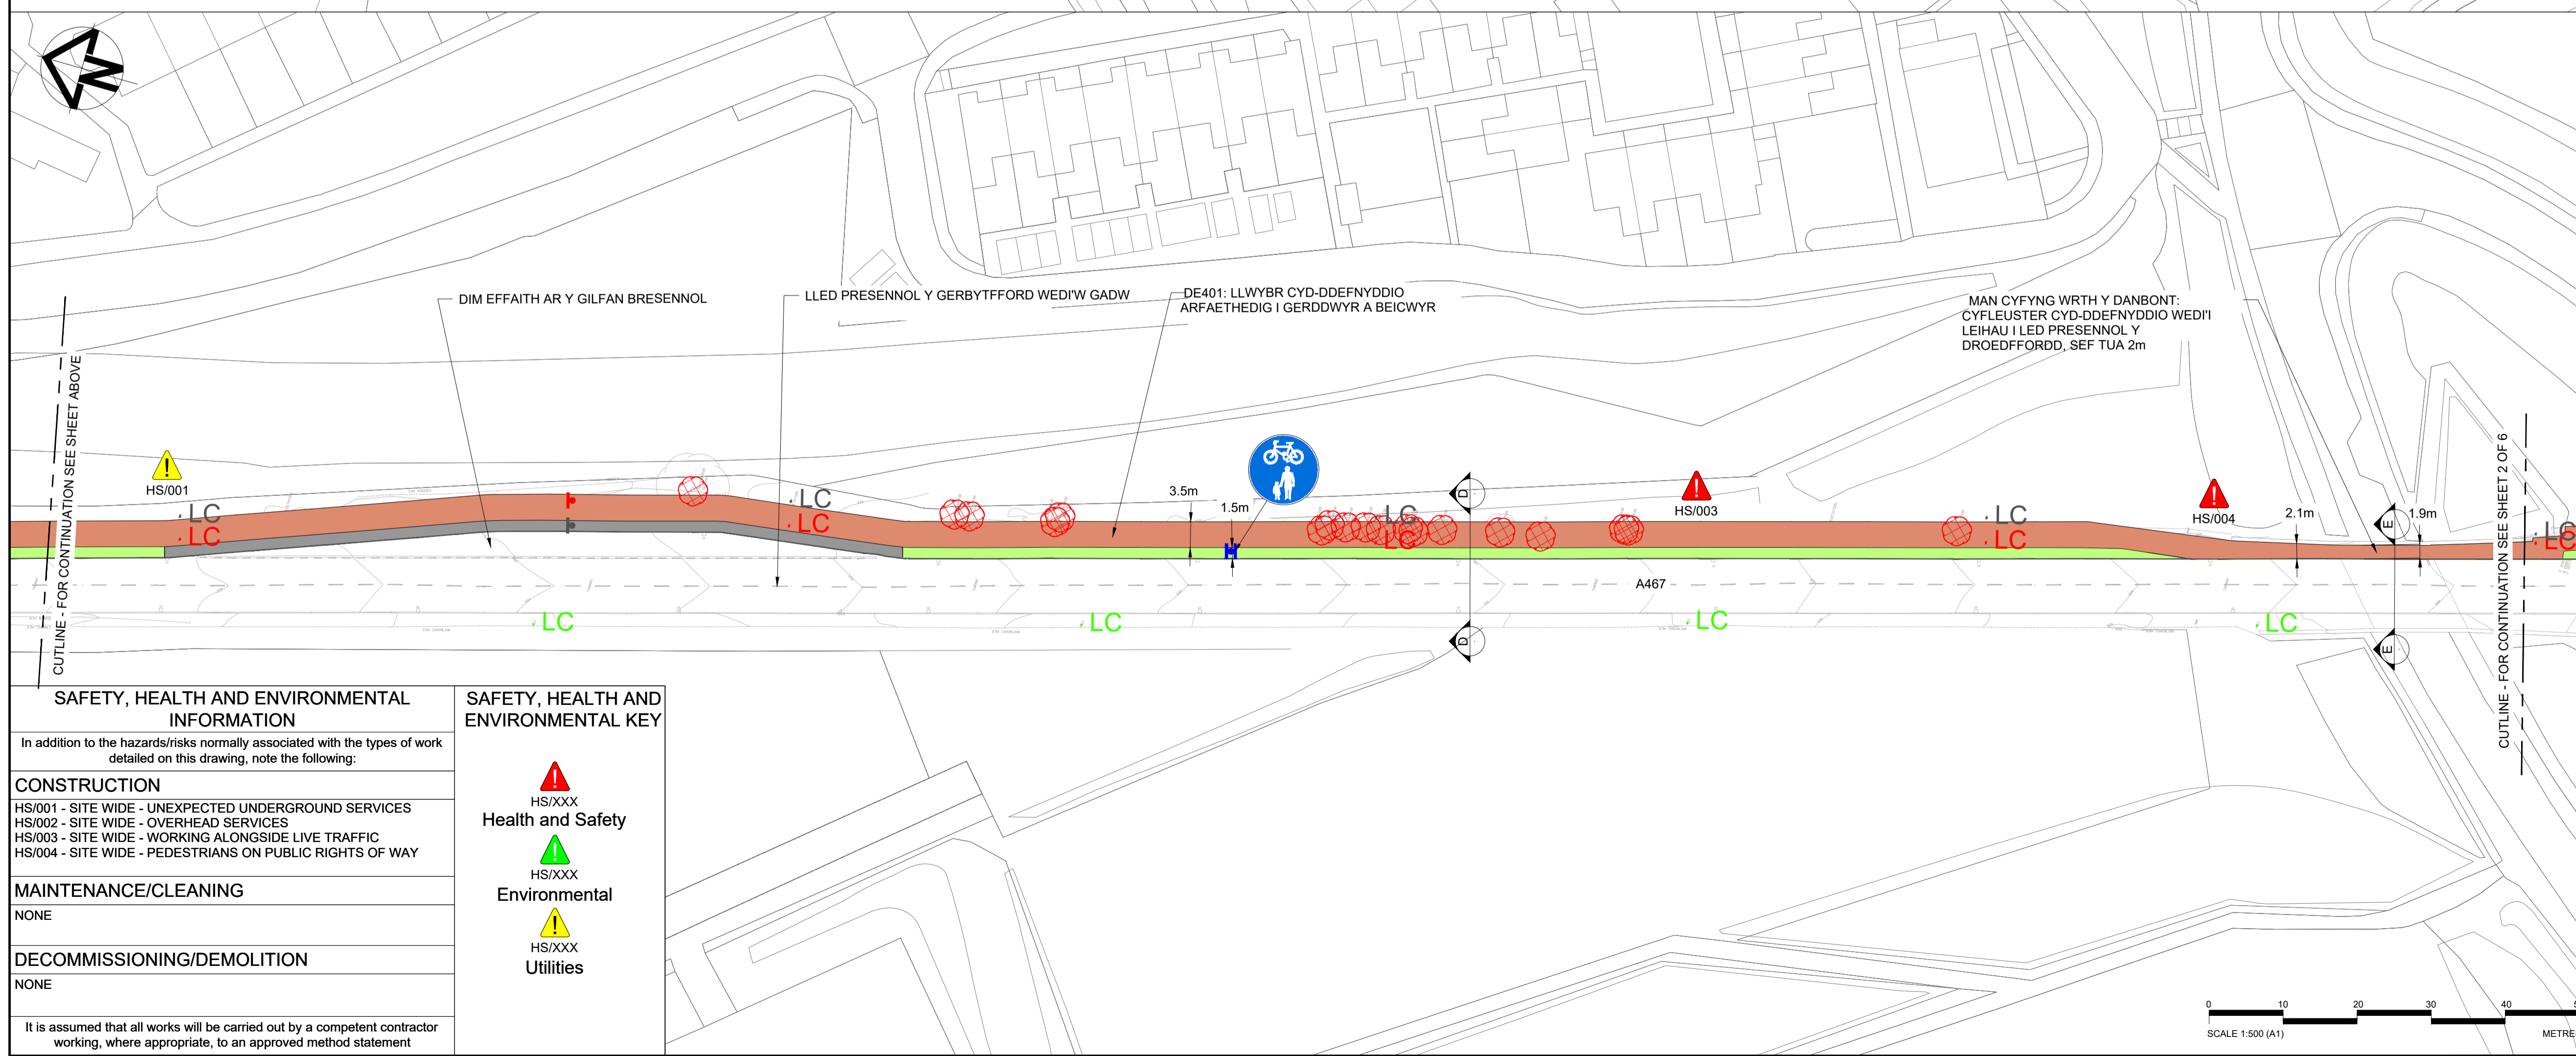 N
DIM EFFAITH AR Y GILFAN BRESENNOL
LLED PRESENNOL Y GERBYTFFORD WEDI'W GADW
DE401: LLWYBR CYD-DDEFNYDDIO
ARFAETHEDIG I GERDDWYR A BEICWYR
MAN CYFYNG WRTH Y DANBONT:
CYFLEUSTER CYD-DDEFNYDDIO WEDI'I
LEIHAU I LED PRESENNOL Y
DROEDFFORDD, SEF TUA 2m
CUTLINE - FOR CONTINUATION SEE SHEET ABOVE
HS/001
LC
LC
LC
LC
3.5m
1.5m
LC
LC
D
HS/003
LC
LC
HS/004
2.1m
E
1.9m
LC
LC
CUTLINE - FOR CONTINUATION SEE SHEET 2 OF 6
A467
LC
LC
D
LC
LC
E
SAFETY, HEALTH AND ENVIRONMENTAL
INFORMATION
In addition to the hazards/risks normally associated with the types of work
detailed on this drawing, note the following:
CONSTRUCTION
HS/001 - SITE WIDE - UNEXPECTED UNDERGROUND SERVICES
HS/002 - SITE WIDE - OVERHEAD SERVICES
HS/003 - SITE WIDE - WORKING ALONGSIDE LIVE TRAFFIC
HS/004 - SITE WIDE - PEDESTRIANS ON PUBLIC RIGHTS OF WAY
MAINTENANCE/CLEANING
NONE
DECOMMISSIONING/DEMOLITION
NONE
It is assumed that all works will be carried out by a competent contractor
working, where appropriate, to an approved method statement
SAFETY, HEALTH AND
ENVIRONMENTAL KEY
HS/XXX
Health and Safety
HS/XXX
Environmental
HS/XXX
Utilities
0 10 20 30 40
SCALE 1:500 (A1)
METRE